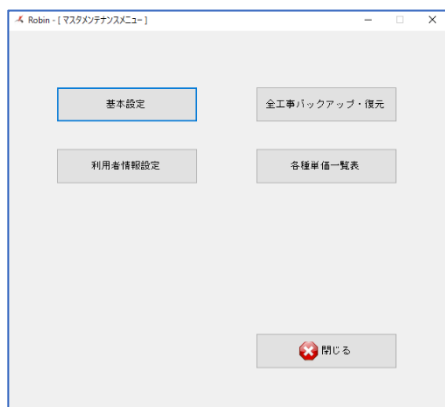 Robin - [ マスタメンテナンスメニュー ]
基本設定
全工事バックアップ・復元
利用者情報設定
各種単価一覧表
閉じる